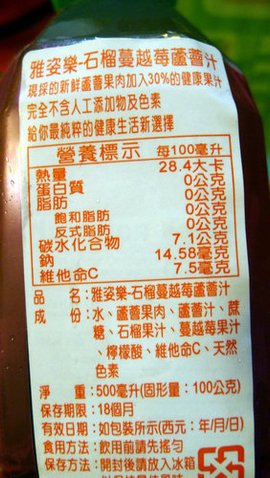 雅姿樂-石榴蔓越莓蘆薈汁
現採的新鮮蘆薈果肉加入30%的健康果汁
完全不含人工添加物及色素
給你最純粹的健康生活新選擇
營養標示 每100毫升
熱量 28.4大卡
蛋白質 0公克
脂肪 0公克
飽和脂肪 0公克
反式脂肪 0公克
碳水化合物 7.1公克
鈉 14.58毫克
維他命C 7.5毫克
品 名:雅姿樂-石榴蔓越莓蘆薈汁
成 份:水、蘆薈果肉、蘆薈汁、蔗
糖、石榴果汁、蔓越莓果汁
、檸檬酸、維他命C、天然
色素
淨 重:500毫升(固形量:100公克)
保存期限:18個月
有效日期:如包裝所示(西元:年/月/日)
食用方法:飲用前請先搖勻
保存方法:開封後請放入冰箱